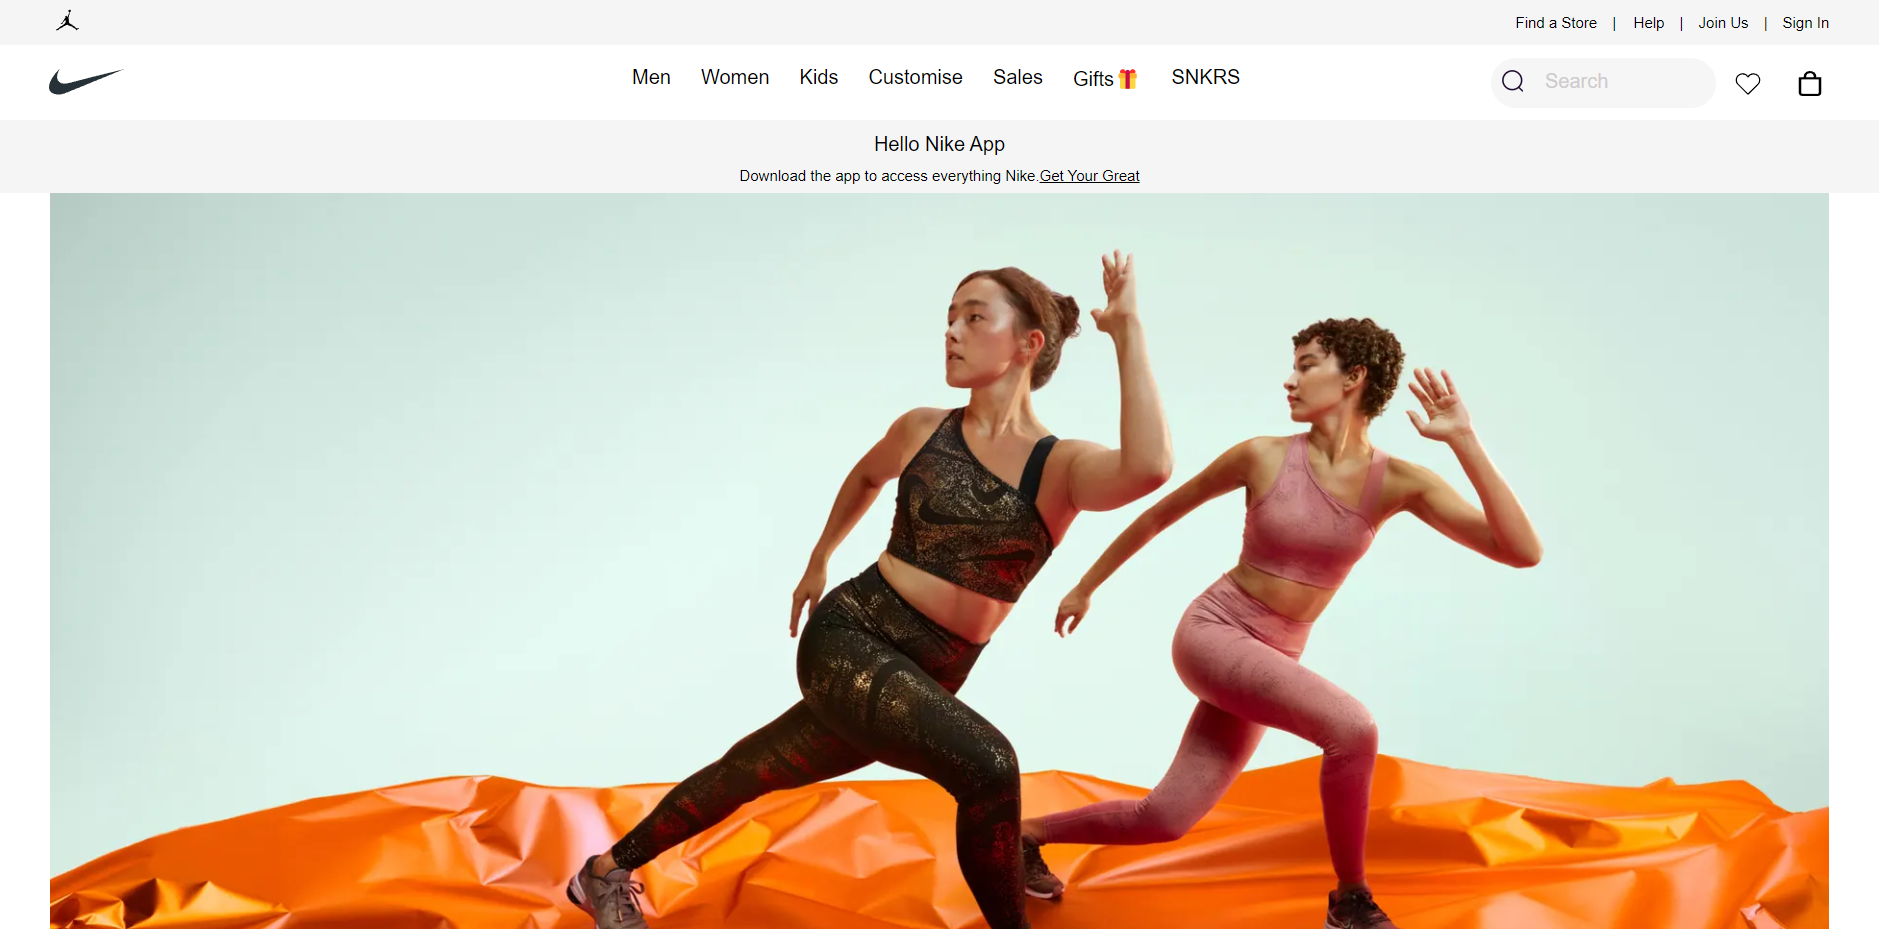 Find a Store | Help | Join Us | Sign In
Men Women Kids Customise Sales Gifts SNKRS
Search
Hello Nike App
Download the app to access everything Nike.Get Your Great